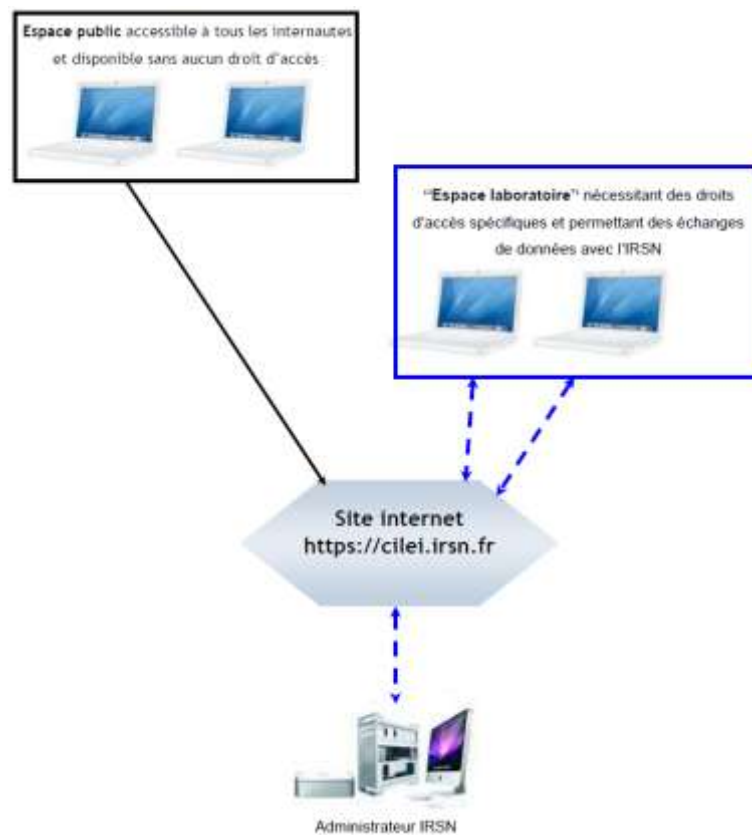 Espace public accessible à tous les internautes
et disponible sans aucun droit d'accès
"Espace laboratoire" nécessitant des droits
d'accès spécifiques et permettant des échanges
de données avec l'IRSN
Site internet
https://cilei.irsn.fr
Administrateur IRSN